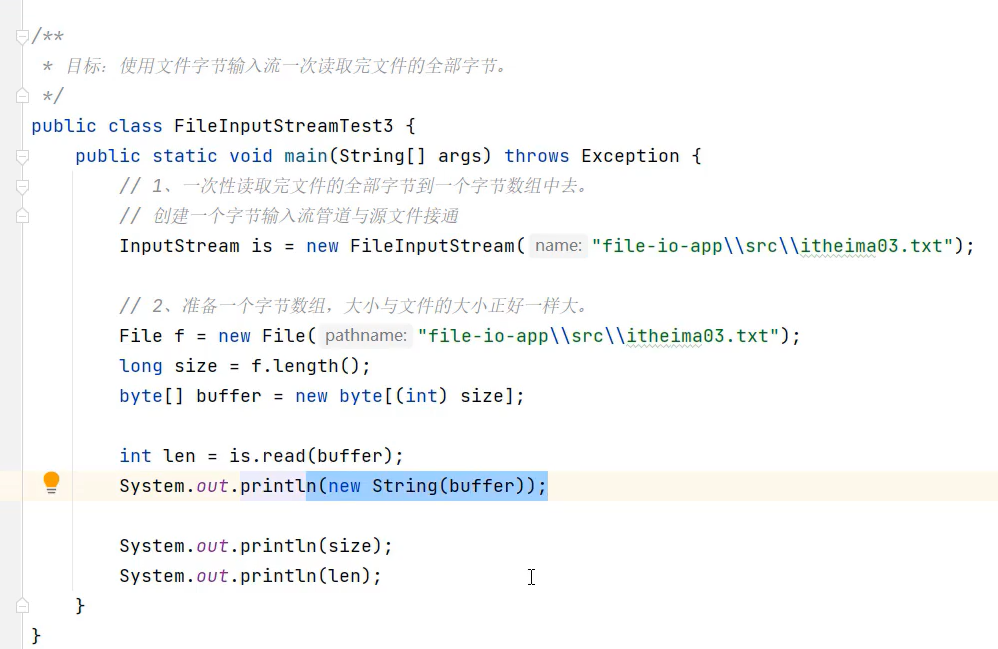 /**
 * 目标：使用文件字节输入流一次读取完文件的全部字节。
 */
public class FileInputStreamTest3 {
    public static void main(String[] args) throws Exception {
        // 1、一次性读取完文件的全部字节到一个字节数组中去。
        // 创建一个字节输入流管道与源文件接通
        InputStream is = new FileInputStream( name: "file-io-app\\src\\itheima03.txt");
        // 2、准备一个字节数组，大小与文件的大小正好一样大。
        File f = new File( pathname: "file-io-app\\src\\itheima03.txt");
        long size = f.length();
        byte[] buffer = new byte[(int) size];
        int len = is.read(buffer);
        System.out.println(new String(buffer));
        System.out.println(size);
        System.out.println(len);
    }
}